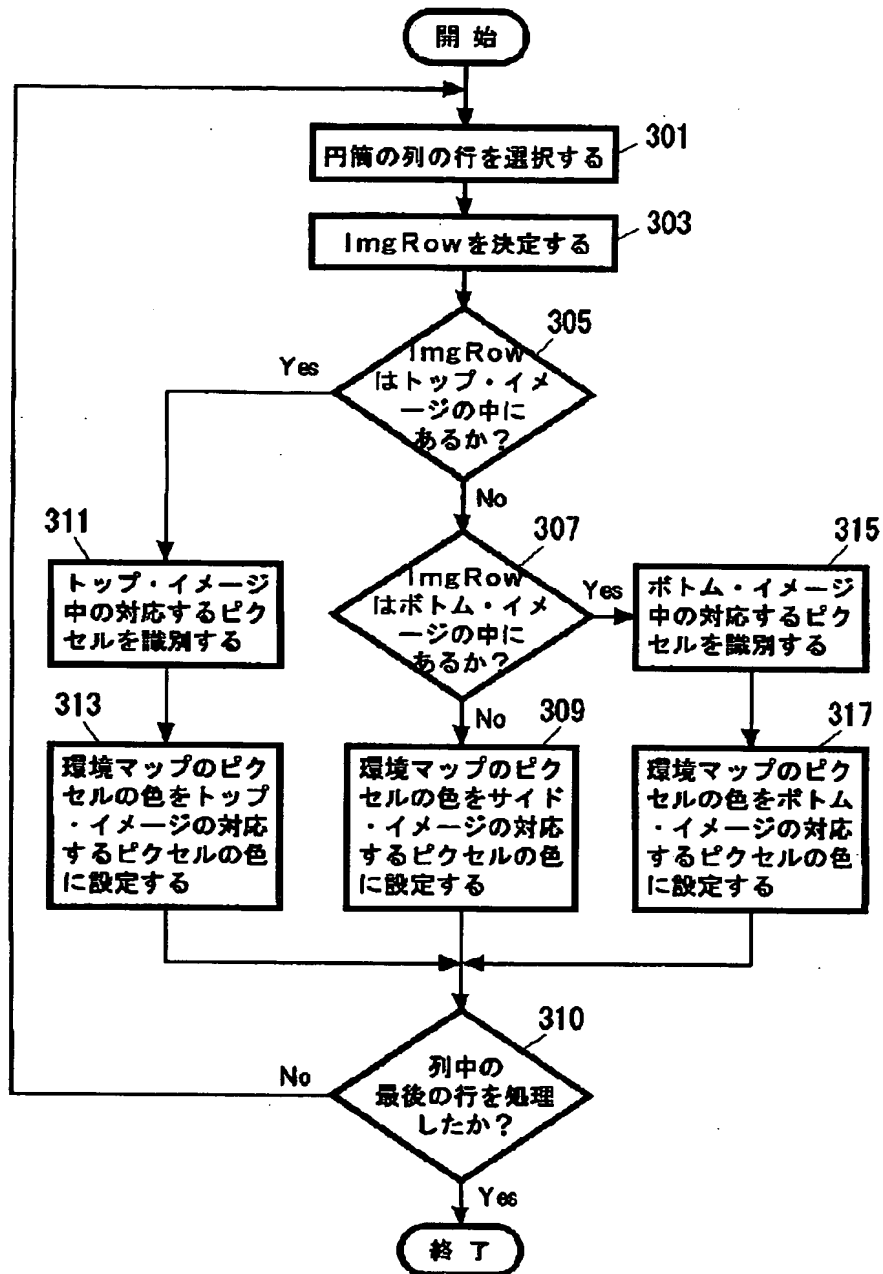 開始
円筒の列の行を選択する
301
ImgRowを決定する
303
305
ImgRow
はトップ・イメ
ージの中に
あるか?
Yes
No
307
ImgRow
はボトム・イメ
ージの中に
あるか?
Yes
No
311
トップ・イメージ
中の対応するピク
セルを識別する
315
ボトム・イメージ
中の対応するピク
セルを識別する
313
環境マップのピク
セルの色をトップ
・イメージの対応
するピクセルの色
に設定する
309
環境マップのピク
セルの色をサイド
・イメージの対応
するピクセルの色
に設定する
317
環境マップのピク
セルの色をボトム
・イメージの対応
するピクセルの色
に設定する
310
列中の
最後の行を処理
したか?
No
Yes
終了